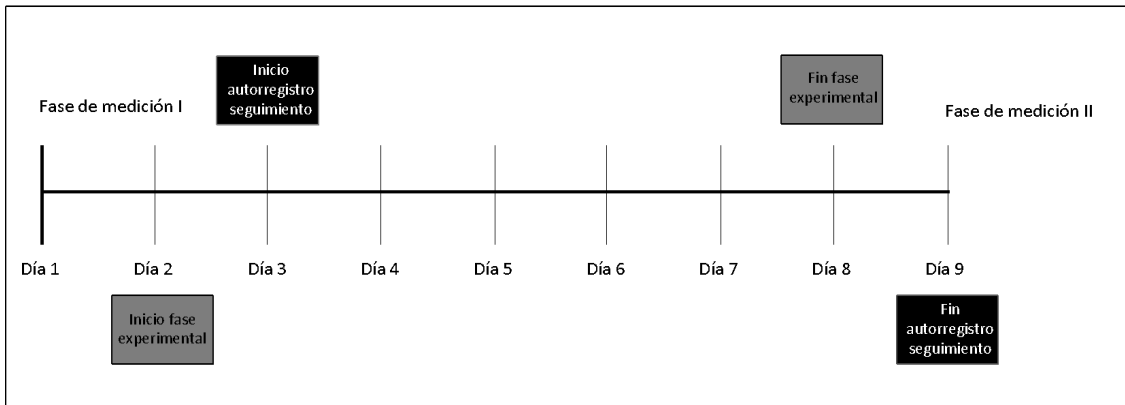 Inicio
autorregistro
seguimiento
Fin fase
experimental
Fase de medición I
Fase de medición II
Día 1
Día 2
Día 3
Día 4
Día 5
Día 6
Día 7
Día 8
Día 9
Inicio fase
experimental
Fin
autorregistro
seguimiento